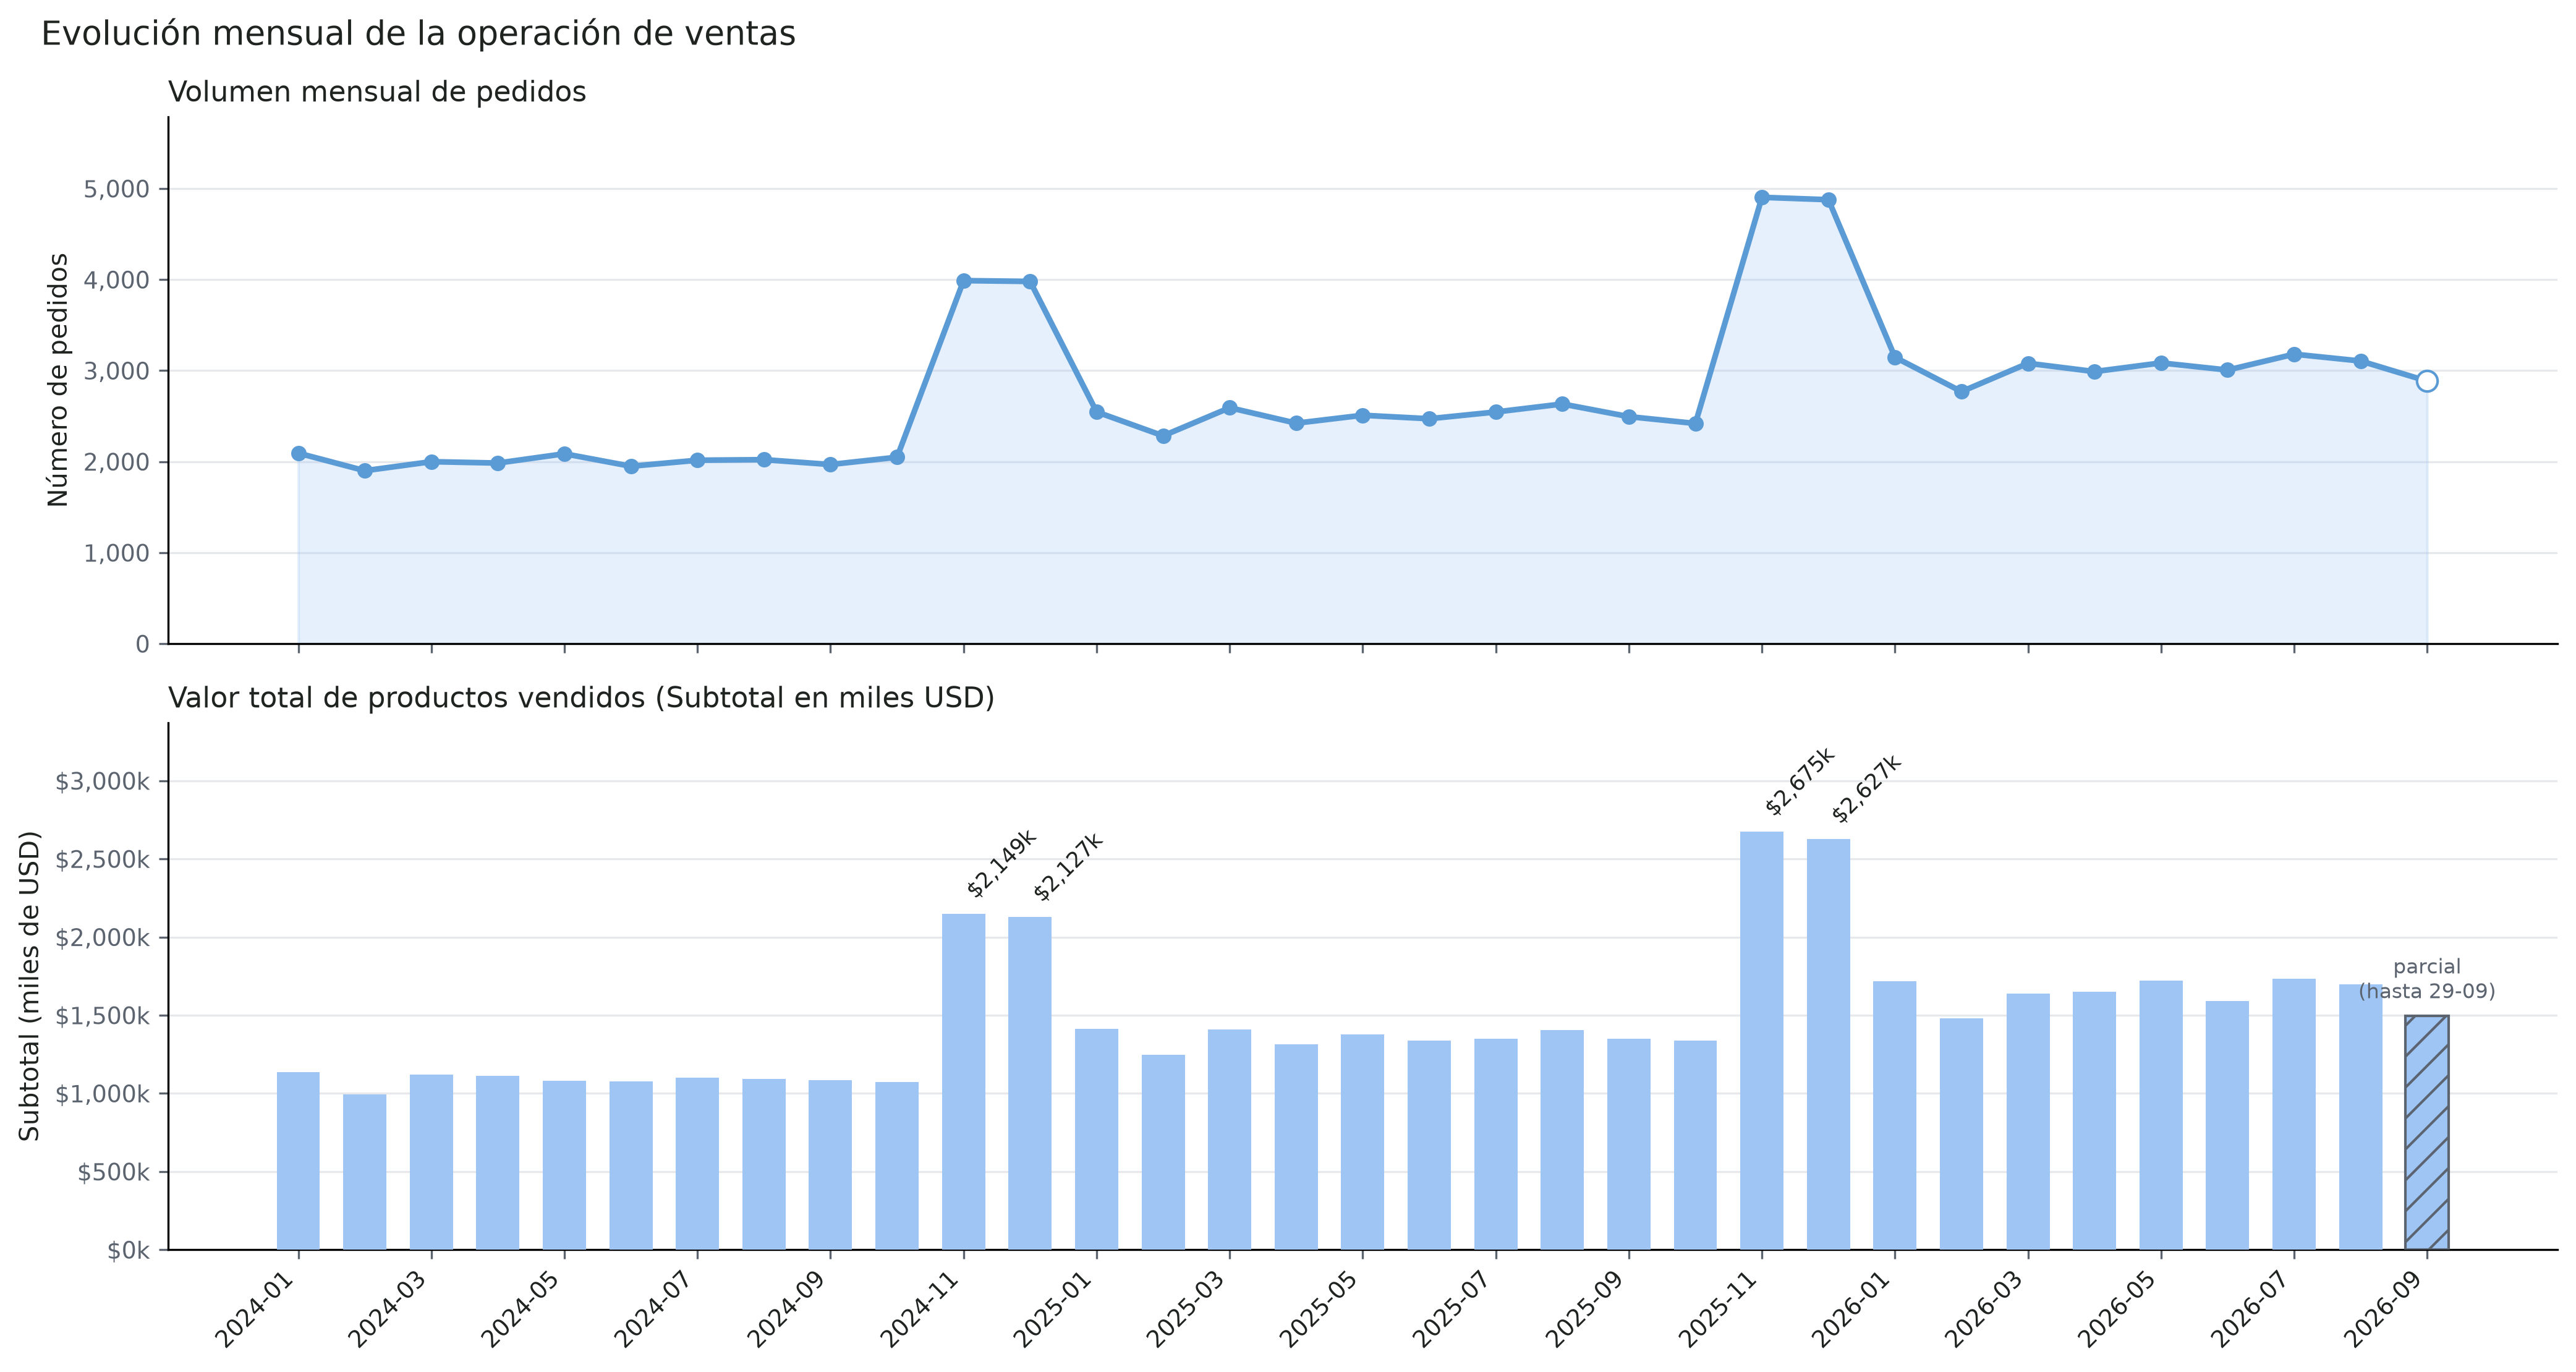 Evolución mensual de la operación de ventas
Volumen mensual de pedidos
Número de pedidos
5,000
4,000
3,000
2,000
1,000
0
Valor total de productos vendidos (Subtotal en miles USD)
Subtotal (miles de USD)
$3,000k
$2,500k
$2,000k
$1,500k
$1,000k
$500k
$0k
$2,149k
$2,127k
$2,675k
$2,627k
parcial
(hasta 29-09)
2024-01
2024-03
2024-05
2024-07
2024-09
2024-11
2025-01
2025-03
2025-05
2025-07
2025-09
2025-11
2026-01
2026-03
2026-05
2026-07
2026-09